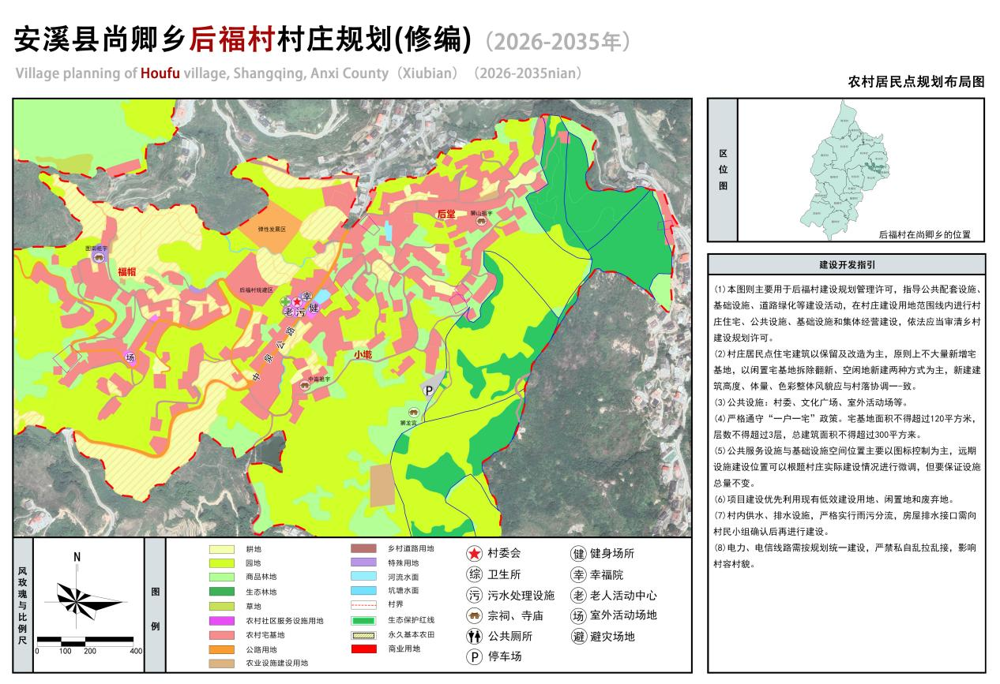 安溪县尚卿乡后福村村庄规划(修编)（2026-2035年）
Village planning of Houfu village, Shangqing, Anxi County（Xiubian）（2026-2035nian）
农村居民点规划布局图
弹性发展区
后堂
狮山祖宇
图南祖宇
福帽
后福村统建区
幸
健
老
污
场
中
泉
公
路
小墘
中崙祖宇
P
狮龙宫
区位图
后福村在尚卿乡的位置
建设开发指引
(1)本图则主要用于后福村建设规划管理许可，指导公共配套设施、
基础设施、道路绿化等建设活动，在村庄建设用地范围线内进行村
庄住宅、公共设施、基础设施和集体经营建设，依法应当审清乡村
建设规划许可。
(2)村庄居民点住宅建筑以保留及改造为主，原则上不大量新增宅
基地，以闲置宅基地拆除翻新、空闲地新建两种方式为主，新建建
筑高度、体量、色彩整体风貌应与村落协调一-致。
(3)公共设施：村委、文化广场、室外活动场等。
(4)严格通守“一户一宅”政策。宅基地面积不得超过120平方米，
层数不得超过3层，总建筑面积不得超过300平方来。
(5)公共服务设施与基础设施空间位置主要以图标控制为主，远期
设施建设位置可以根题村庄实际建设情况进行微调，但要保证设施
总量不变。
(6)项目建设优先利用现有低效建设用地、闲置地和废弃地。
(7)村内供水、排水设施，严格实行雨污分流，房屋排水接口需向
村民小组确认后再进行建设。
(8)电力、电信线路需按规划统一建设，严禁私自乱拉乱接，影响
村容村貌。
风玫瑰与比例尺
N
0 100 200 400
图例
耕地
园地
商品林地
生态林地
草地
农村社区服务设施用地
农村宅基地
公路用地
农业设施建设用地
乡村道路用地
特殊用地
河流水面
坑塘水面
村界
生态保护红线
永久基本农田
商业用地
村委会
综 卫生所
污 污水处理设施
宗祠、寺庙
公共厕所
P 停车场
健 健身场所
幸 幸福院
老 老人活动中心
场 室外活动场地
避 避灾场地